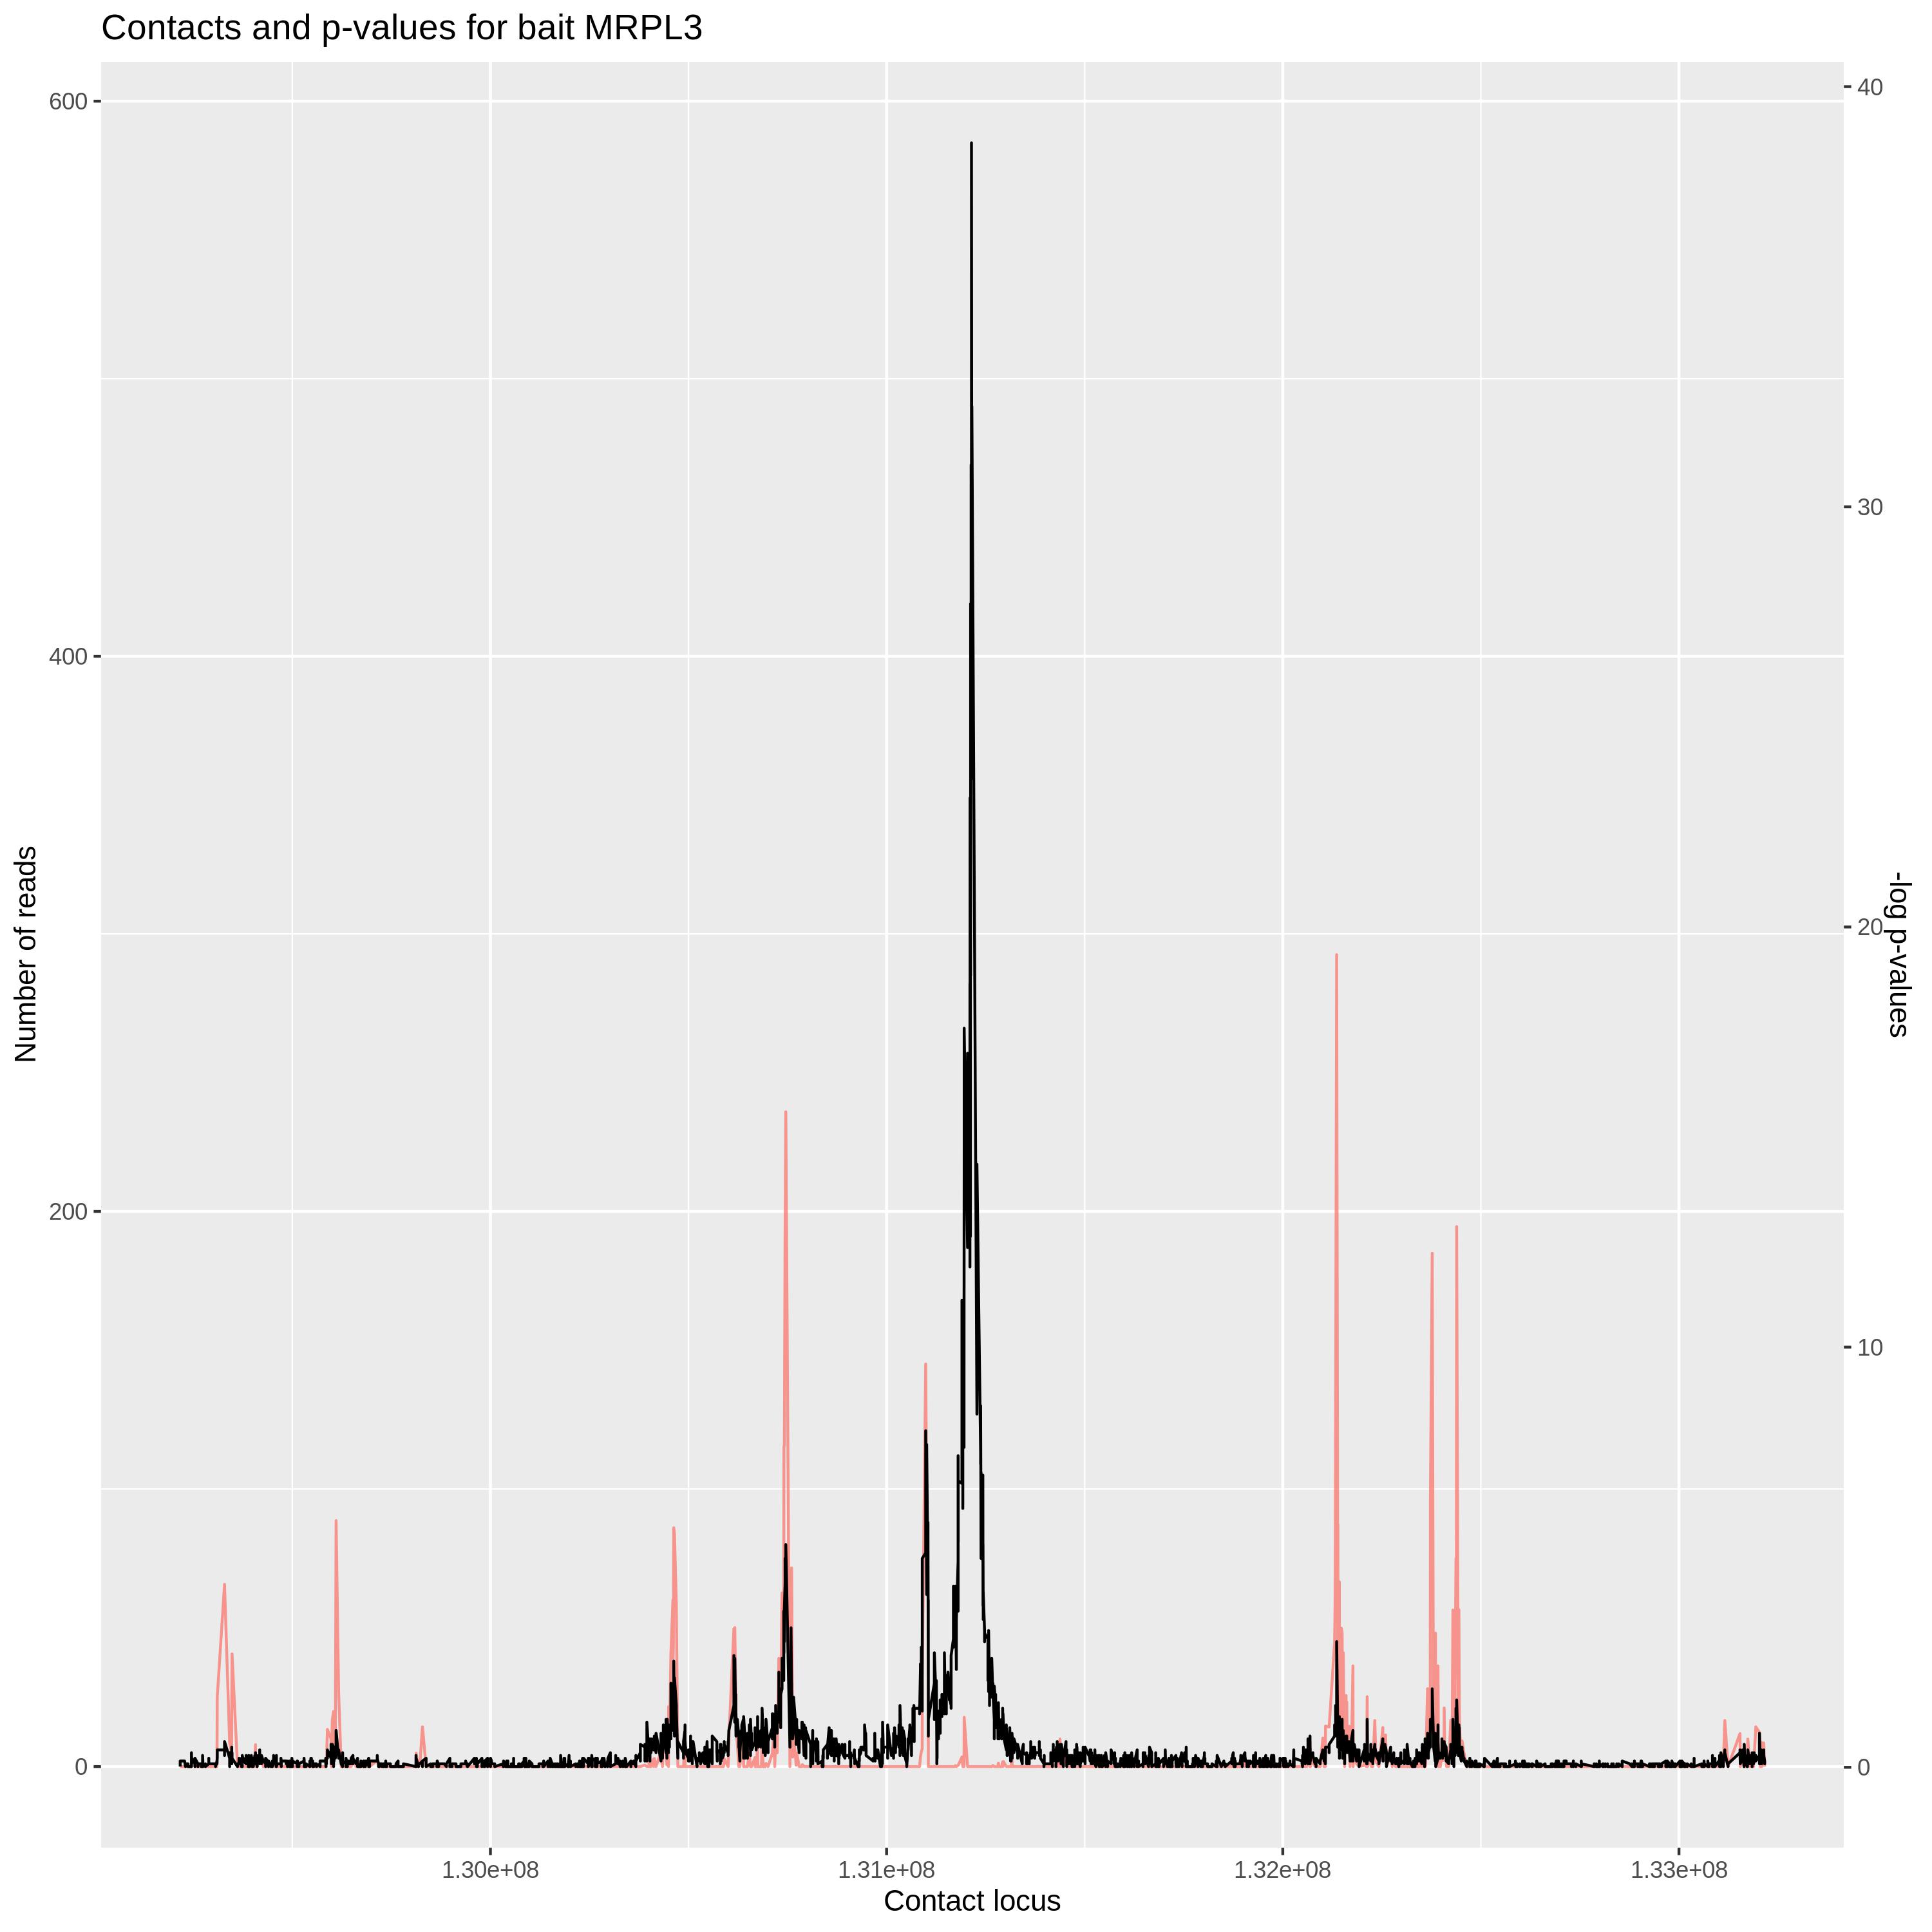 Contacts and p-values for bait MRPL3
600
400
200
0
Number of reads
40
30
20
10
0
-log p-values
1.30e+08
1.31e+08
1.32e+08
1.33e+08
Contact locus